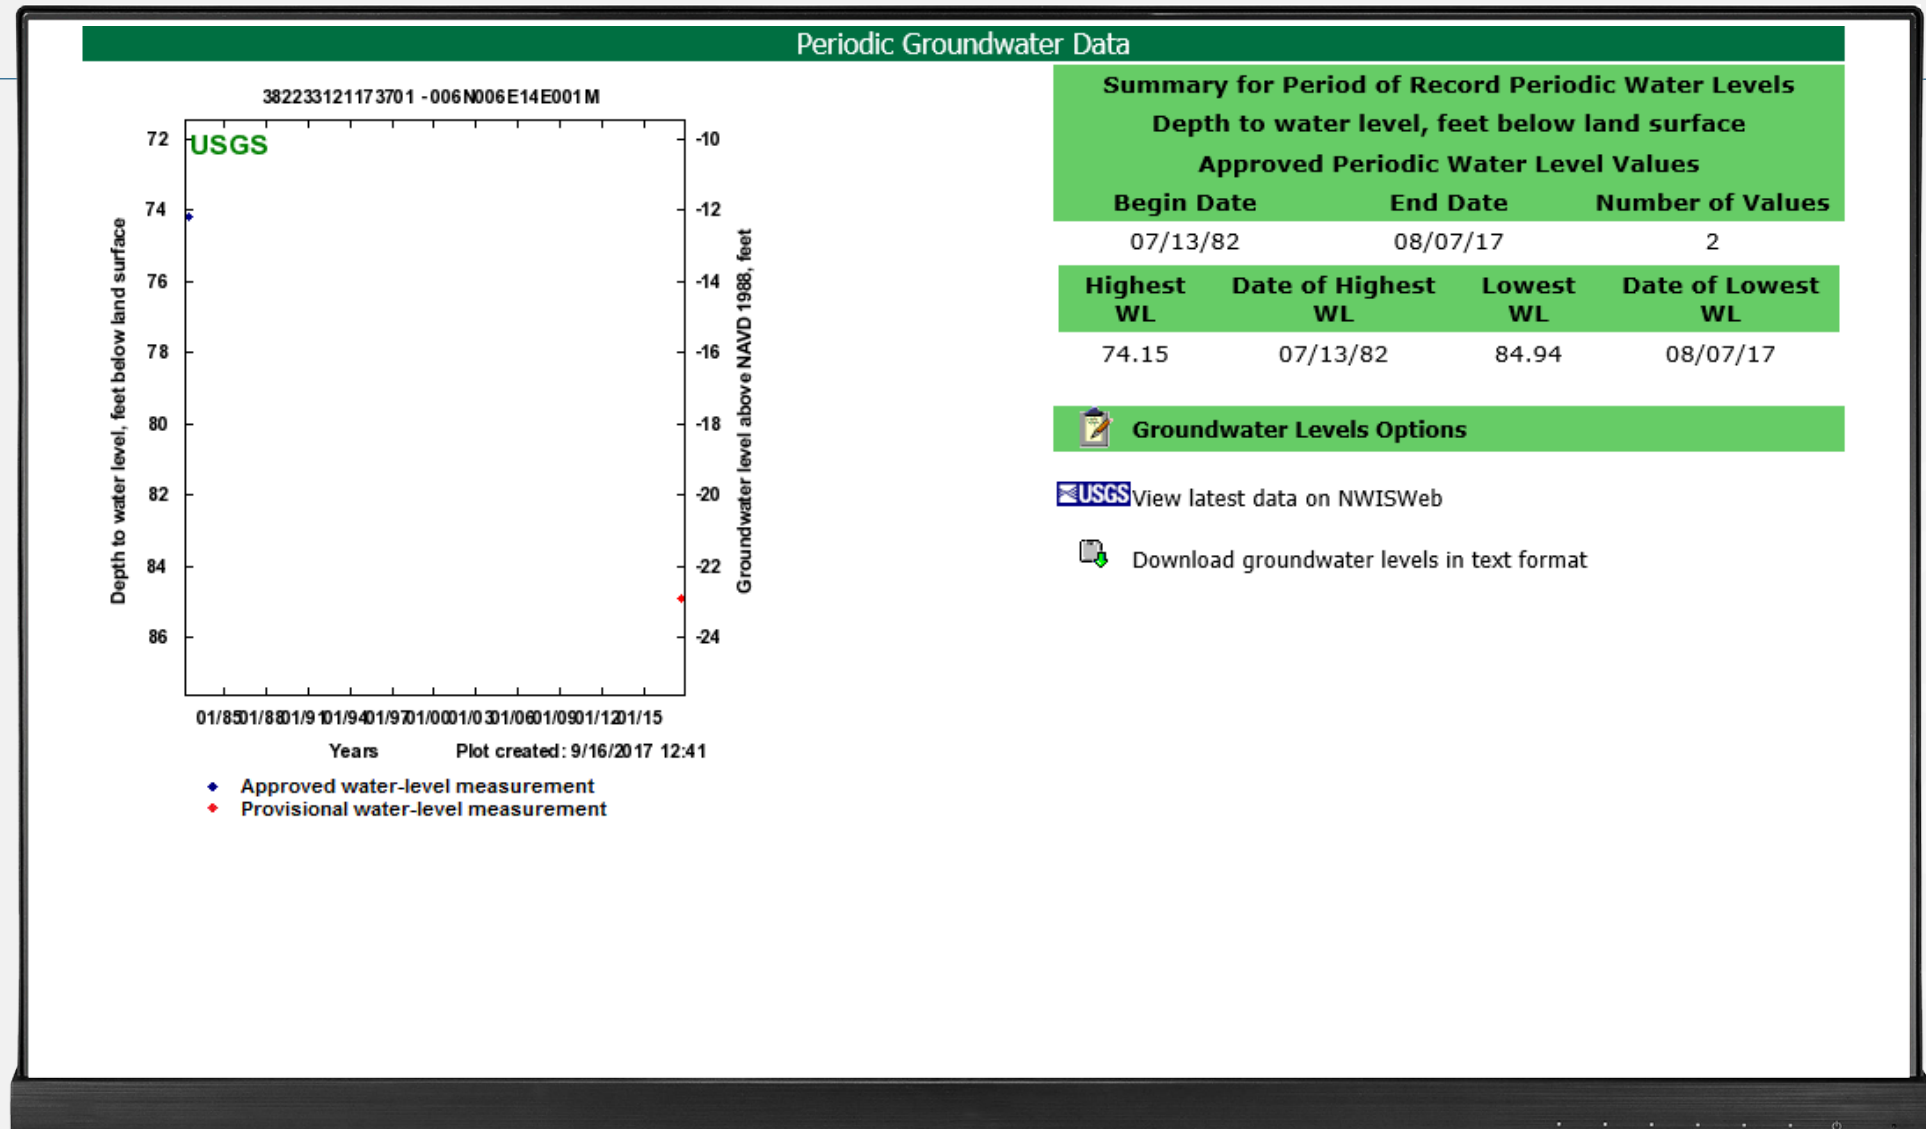 Periodic Groundwater Data
382233121173701 - 006N006E14E001M
USGS
72
74
76
78
80
82
84
86
Depth to water level, feet below land surface
-10
-12
-14
-16
-18
-20
-22
-24
Groundwater level above NAVD 1988, feet
01/85 01/88 01/91 01/94 01/97 01/00 01/03 01/06 01/09 01/12 01/15
Years Plot created: 9/16/2017 12:41
Approved water-level measurement
Provisional water-level measurement
Summary for Period of Record Periodic Water Levels
Depth to water level, feet below land surface
Approved Periodic Water Level Values
Begin Date End Date Number of Values
07/13/82 08/07/17 2
Highest WL Date of Highest WL Lowest WL Date of Lowest WL
74.15 07/13/82 84.94 08/07/17
Groundwater Levels Options
USGS View latest data on NWISWeb
Download groundwater levels in text format